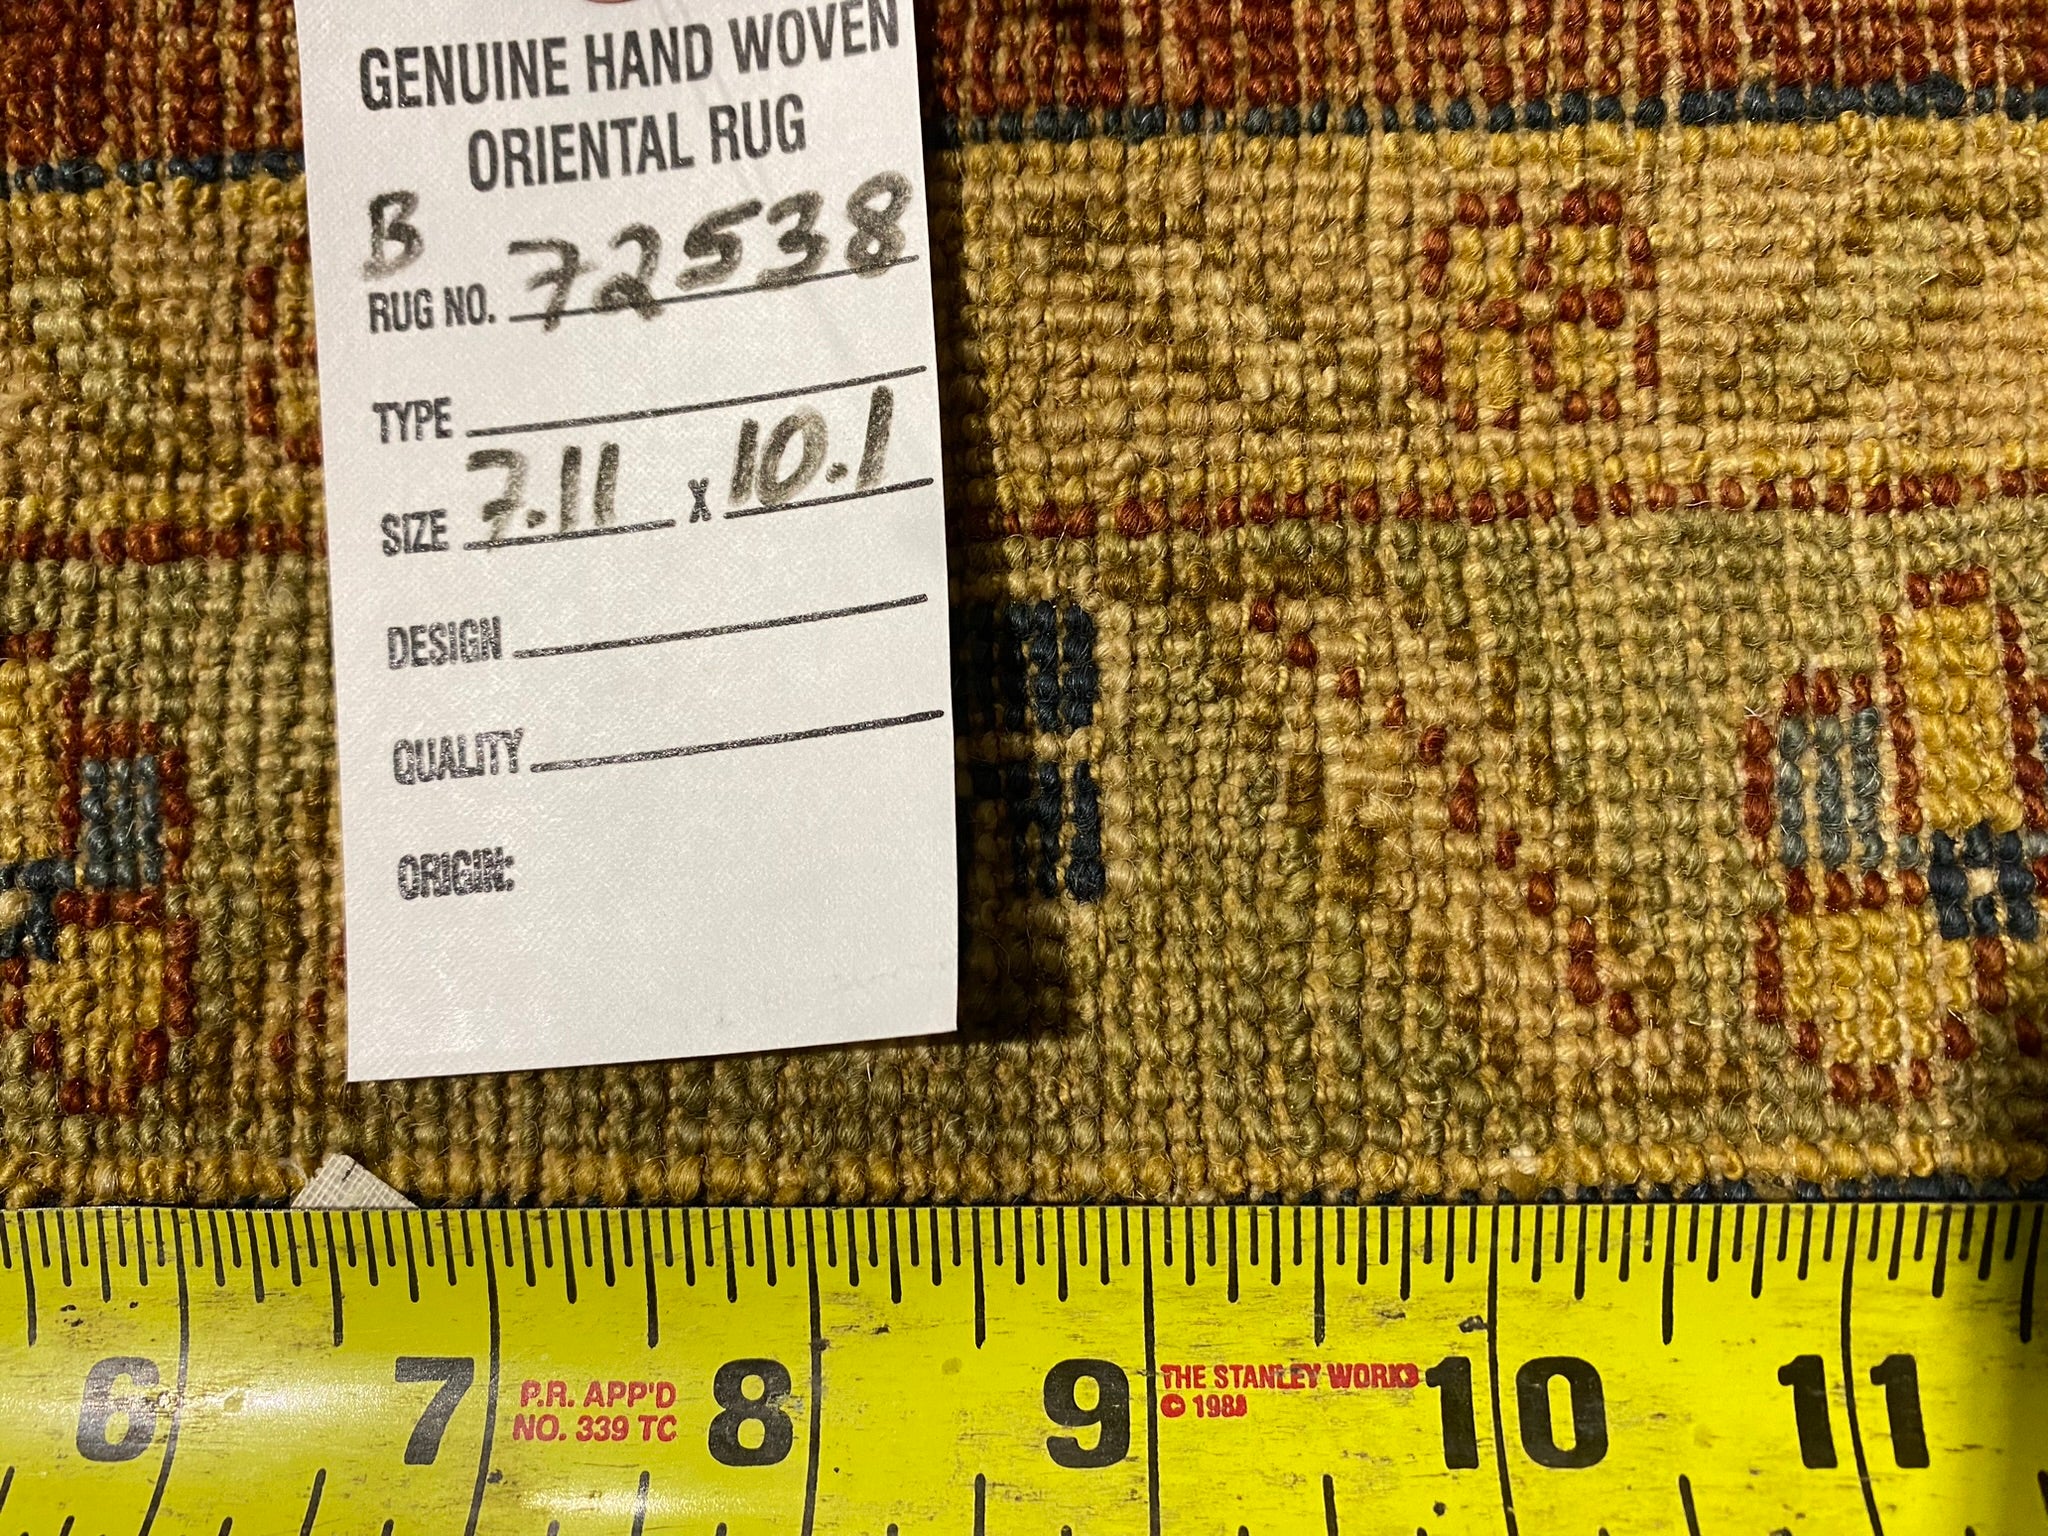 GENUINE HAND WOVEN
ORIENTAL RUG
B
RUG NO. 72538
TYPE
SIZE 7.11 X 10.1
DESIGN
QUALITY
ORIGIN:
6 7 8 9 10 11
P.R. APP'D
NO. 339 TC
THE STANLEY WORKS
© 1988